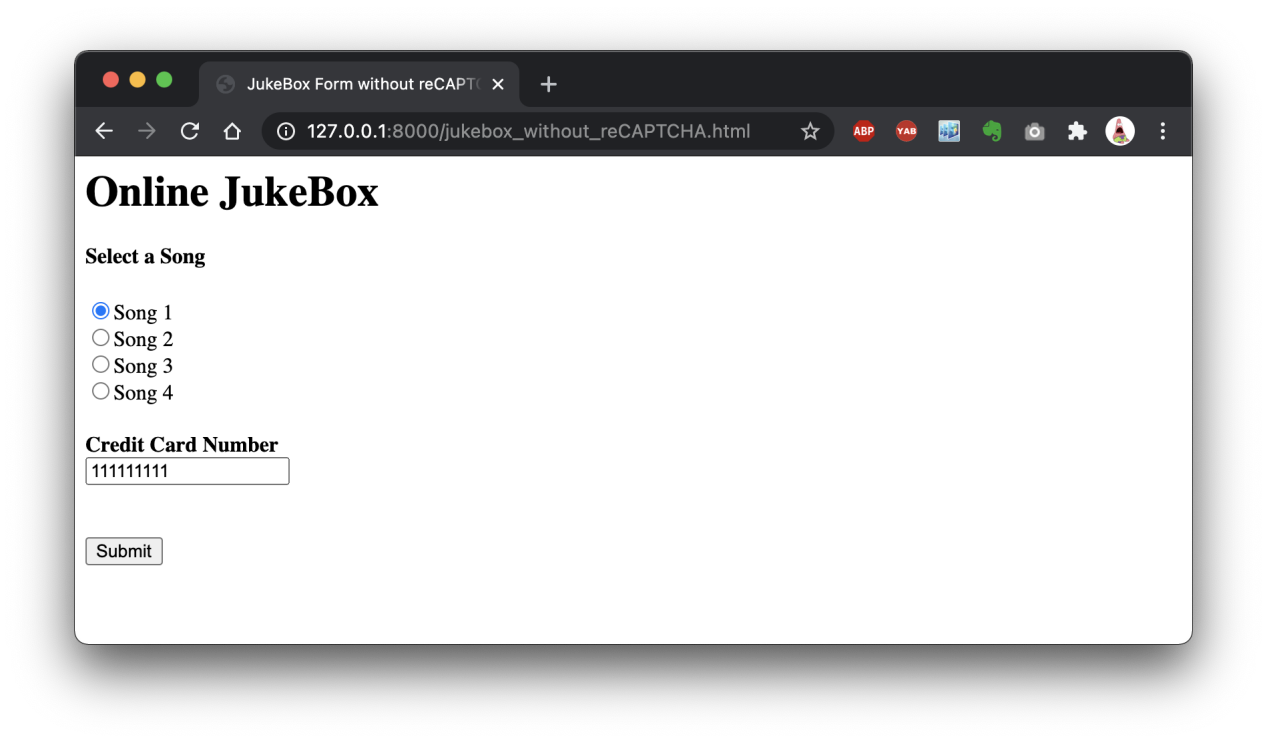 JukeBox Form without reCAPTC
127.0.0.1:8000/jukebox_without_reCAPTCHA.html
ABP
YAB
Online JukeBox
Select a Song
Song 1
Song 2
Song 3
Song 4
Credit Card Number
111111111
Submit